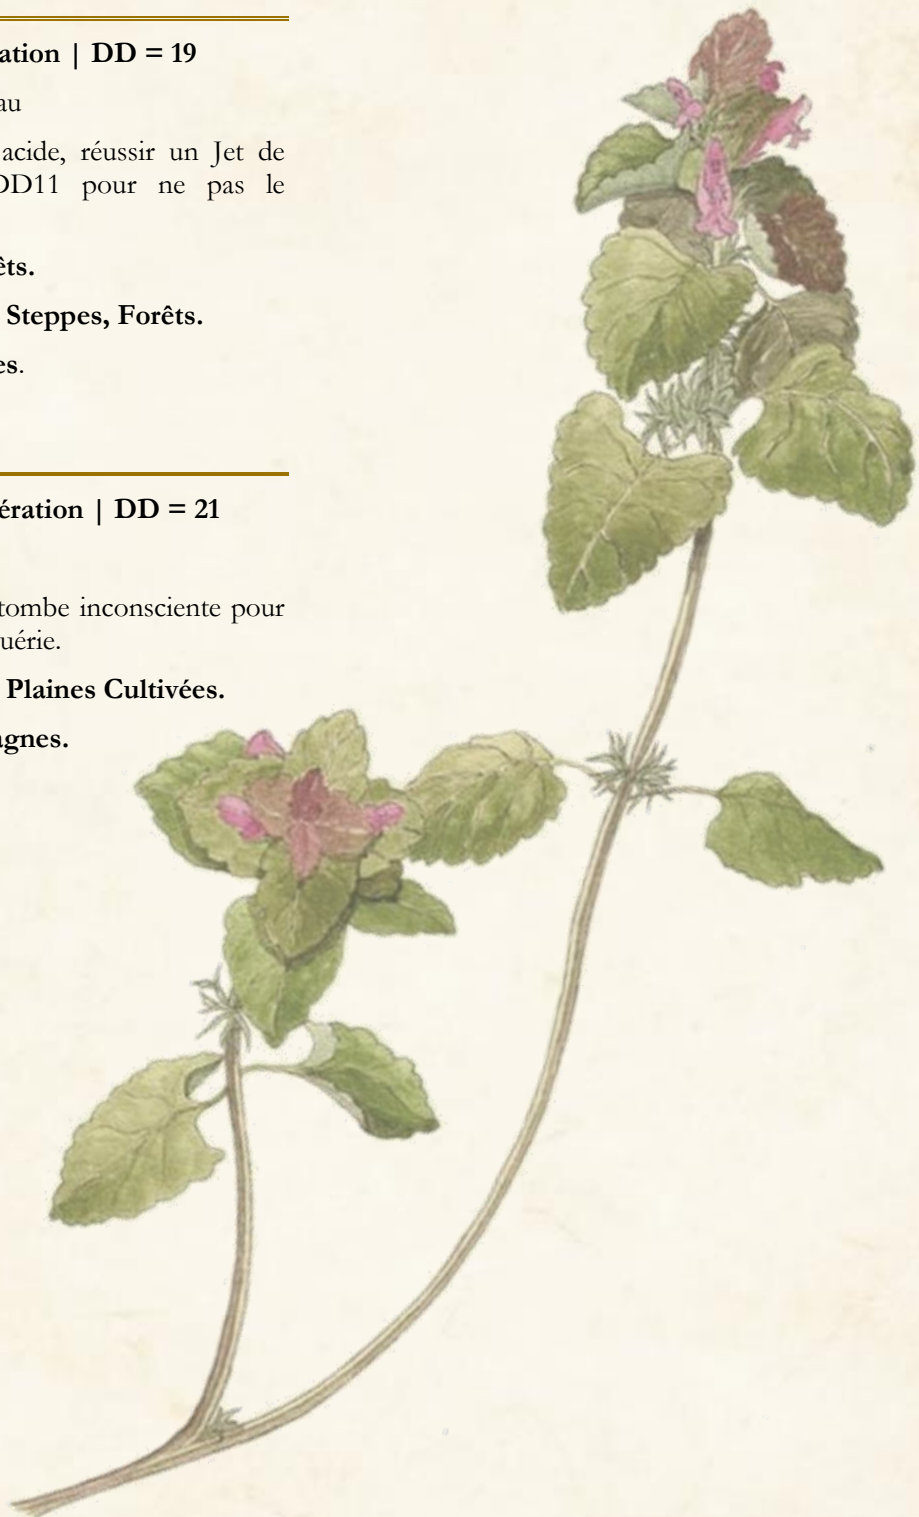 ation | DD = 19
au
acide, réussir un Jet de
DD11 pour ne pas le
êts.
Steppes, Forêts.
es.
ération | DD = 21
tombe inconsciente pour
uérie.
Plaines Cultivées.
agnes.